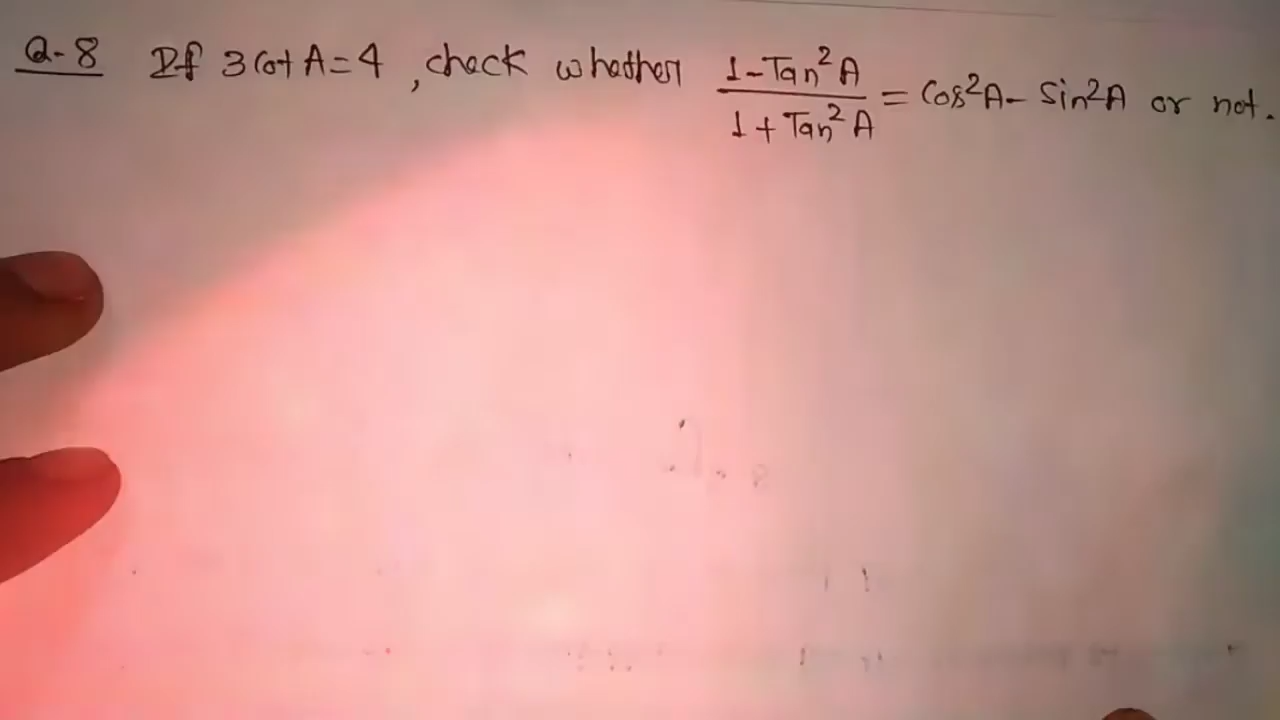 Q-8 If 3 Cot A = 4, check whether (1 - Tan²A)/(1 + Tan²A) = Cos²A - Sin²A or not.